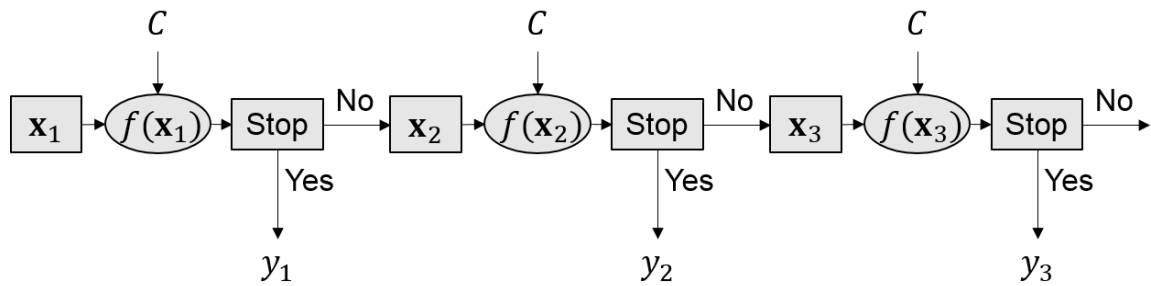 C C C
No No No
𝐱₁ f(𝐱₁) Stop 𝐱₂ f(𝐱₂) Stop 𝐱₃ f(𝐱₃) Stop
Yes Yes Yes
y₁ y₂ y₃